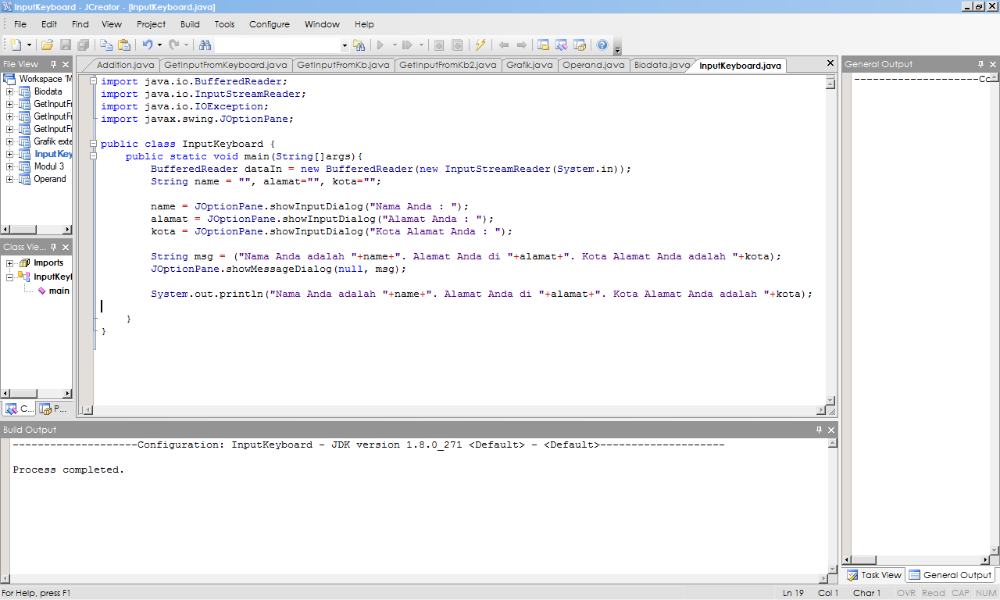 InputKeyboard - JCreator - [InputKeyboard.java]
File Edit Find View Project Build Tools Configure Window Help
File View
Workspace 'M
Biodata
GetInputFr
GetInputFr
GetInputFr
Grafik exte
InputKey
Modul 3
Operand
Class Vie...
Imports
InputKeyl
main
C... P...
Addition.java GetInputFromKeyboard.java GetInputFromKb.java GetInputFromKb2.java Grafik.java Operand.java Biodata.java InputKeyboard.java
import java.io.BufferedReader;
import java.io.InputStreamReader;
import java.io.IOException;
import javax.swing.JOptionPane;
public class InputKeyboard {
public static void main(String[]args){
BufferedReader dataIn = new BufferedReader(new InputStreamReader(System.in));
String name = "", alamat="", kota="";
name = JOptionPane.showInputDialog("Nama Anda : ");
alamat = JOptionPane.showInputDialog("Alamat Anda : ");
kota = JOptionPane.showInputDialog("Kota Alamat Anda : ");
String msg = ("Nama Anda adalah "+name+". Alamat Anda di "+alamat+". Kota Alamat Anda adalah "+kota);
JOptionPane.showMessageDialog(null, msg);
System.out.println("Nama Anda adalah "+name+". Alamat Anda di "+alamat+". Kota Alamat Anda adalah "+kota);
}
}
General Output
--------------------Co
Task View General Output
Build Output
--------------------Configuration: InputKeyboard - JDK version 1.8.0_271 <Default> - <Default>--------------------
Process completed.
For Help, press F1
Ln 19 Col 1 Char 1 OVR Read CAP NUM